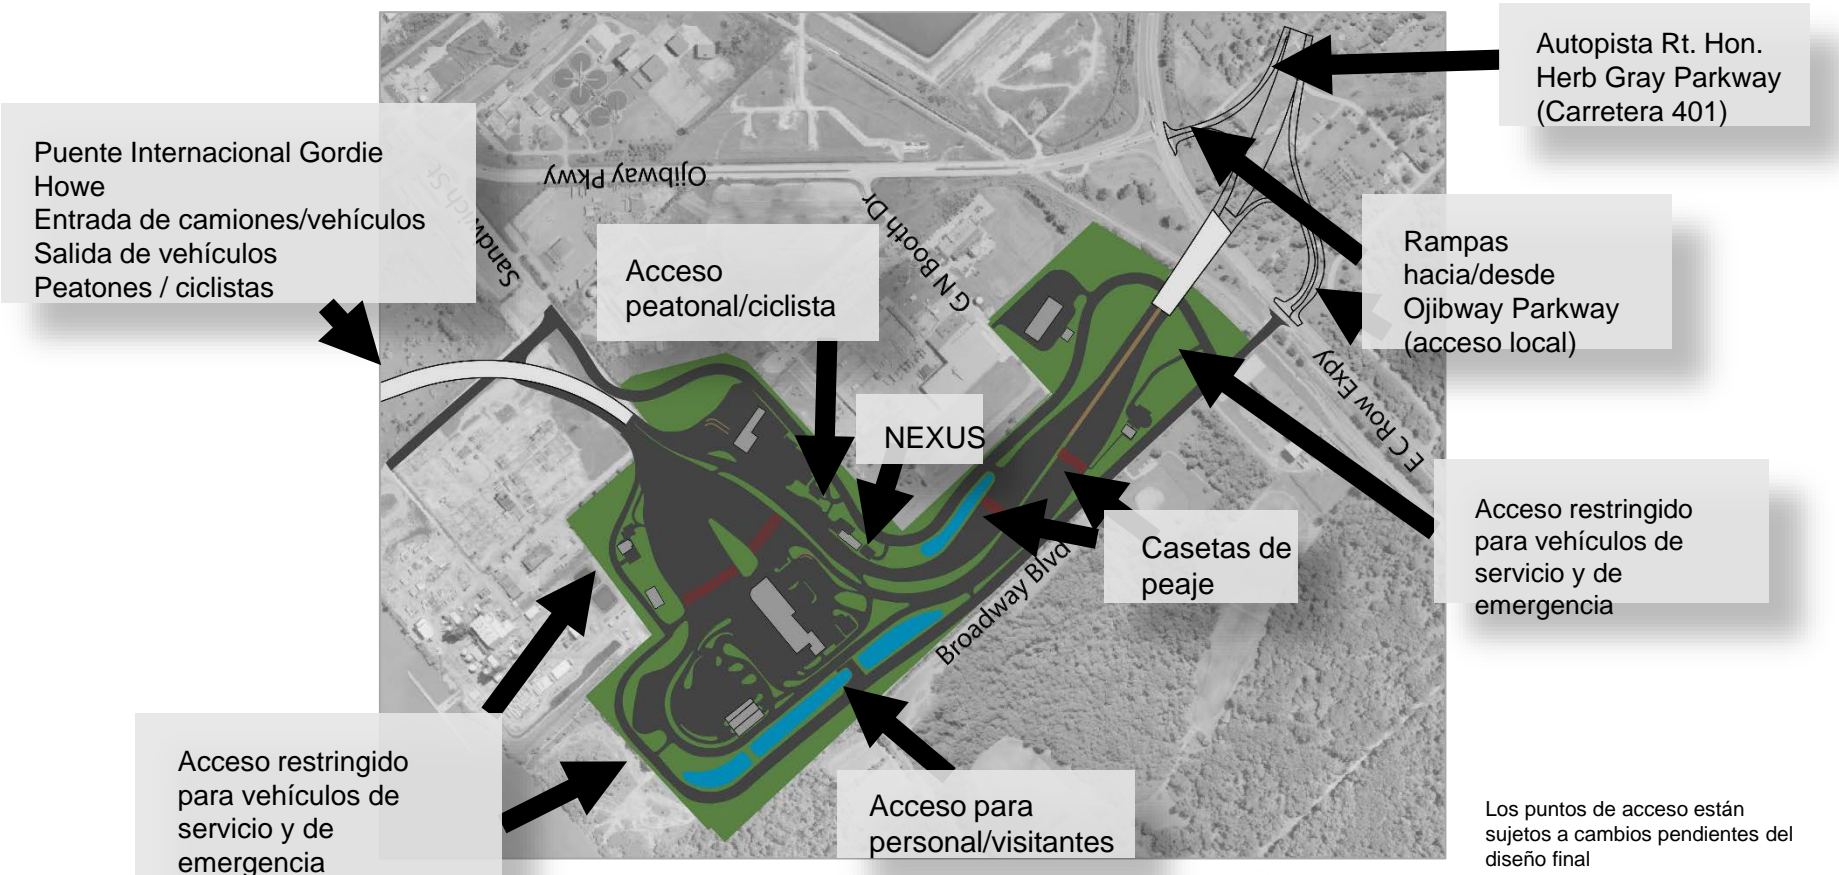 Autopista Rt. Hon.
Herb Gray Parkway
(Carretera 401)
Puente Internacional Gordie
Howe
Entrada de camiones/vehículos
Salida de vehículos
Peatones / ciclistas
Sandwich St
Ojibway Pkwy
G N Booth Dr
Acceso
peatonal/ciclista
Rampas
hacia/desde
Ojibway Parkway
(acceso local)
E C Row Expy
NEXUS
Acceso restringido
para vehículos de
servicio y de
emergencia
Casetas de
peaje
Broadway Blvd
Acceso restringido
para vehículos de
servicio y de
emergencia
Acceso para
personal/visitantes
Los puntos de acceso están
sujetos a cambios pendientes del
diseño final